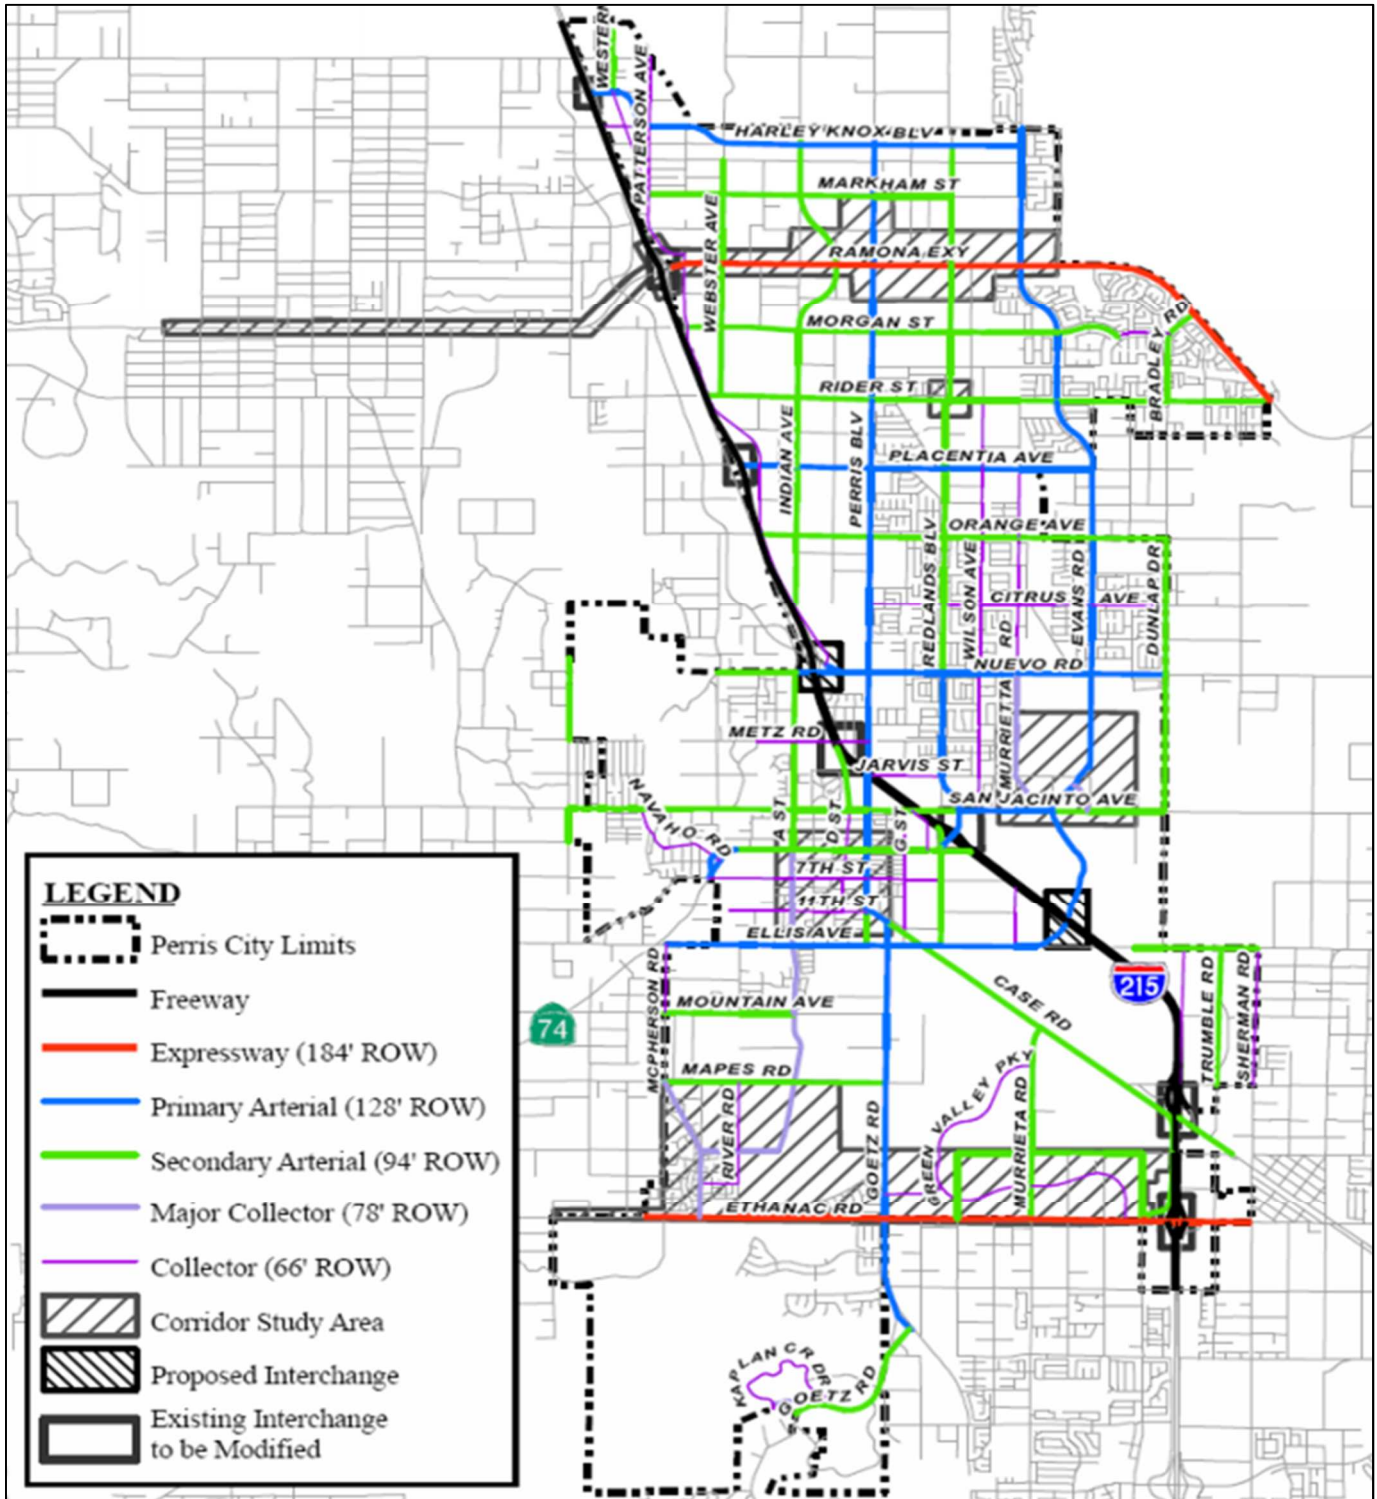 WESTERN
PATTERSON AVE
HARLEY KNOX BLV
MARKHAM ST
WEBSTER AVE
RAMONA EXY
MORGAN ST
BRADLEY RD
RIDER ST
INDIAN AVE
PERRIS BLV
PLACENTIA AVE
ORANGE AVE
REDLANDS BLV
WILSON AVE
CITRUS AVE
MURRIETTA RD
EVANS RD
DUNLAP DR
NUEVO RD
METZ RD
JARVIS ST
NAVAHO RD
A ST
D ST
G ST
SAN JACINTO AVE
7TH ST
11TH ST
ELLIS AVE
MCPHERSON RD
MOUNTAIN AVE
CASE RD
215
TRUMBLE RD
SHERMAN RD
74
MAPES RD
RIVER RD
GOETZ RD
GREEN VALLEY PKY
MURRIETA RD
ETHANAC RD
KAPLAN CR DR
GOETZ RD
LEGEND
Perris City Limits
Freeway
Expressway (184' ROW)
Primary Arterial (128' ROW)
Secondary Arterial (94' ROW)
Major Collector (78' ROW)
Collector (66' ROW)
Corridor Study Area
Proposed Interchange
Existing Interchange
to be Modified